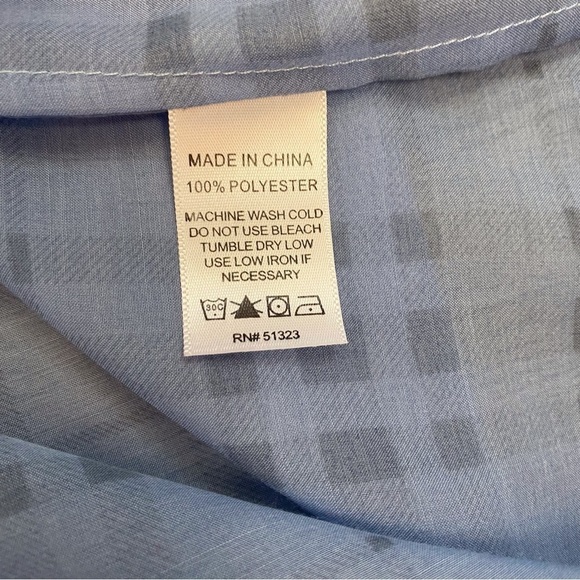 MADE IN CHINA
100% POLYESTER
MACHINE WASH COLD
DO NOT USE BLEACH
TUMBLE DRY LOW
USE LOW IRON IF
NECESSARY
30C
RN# 51323